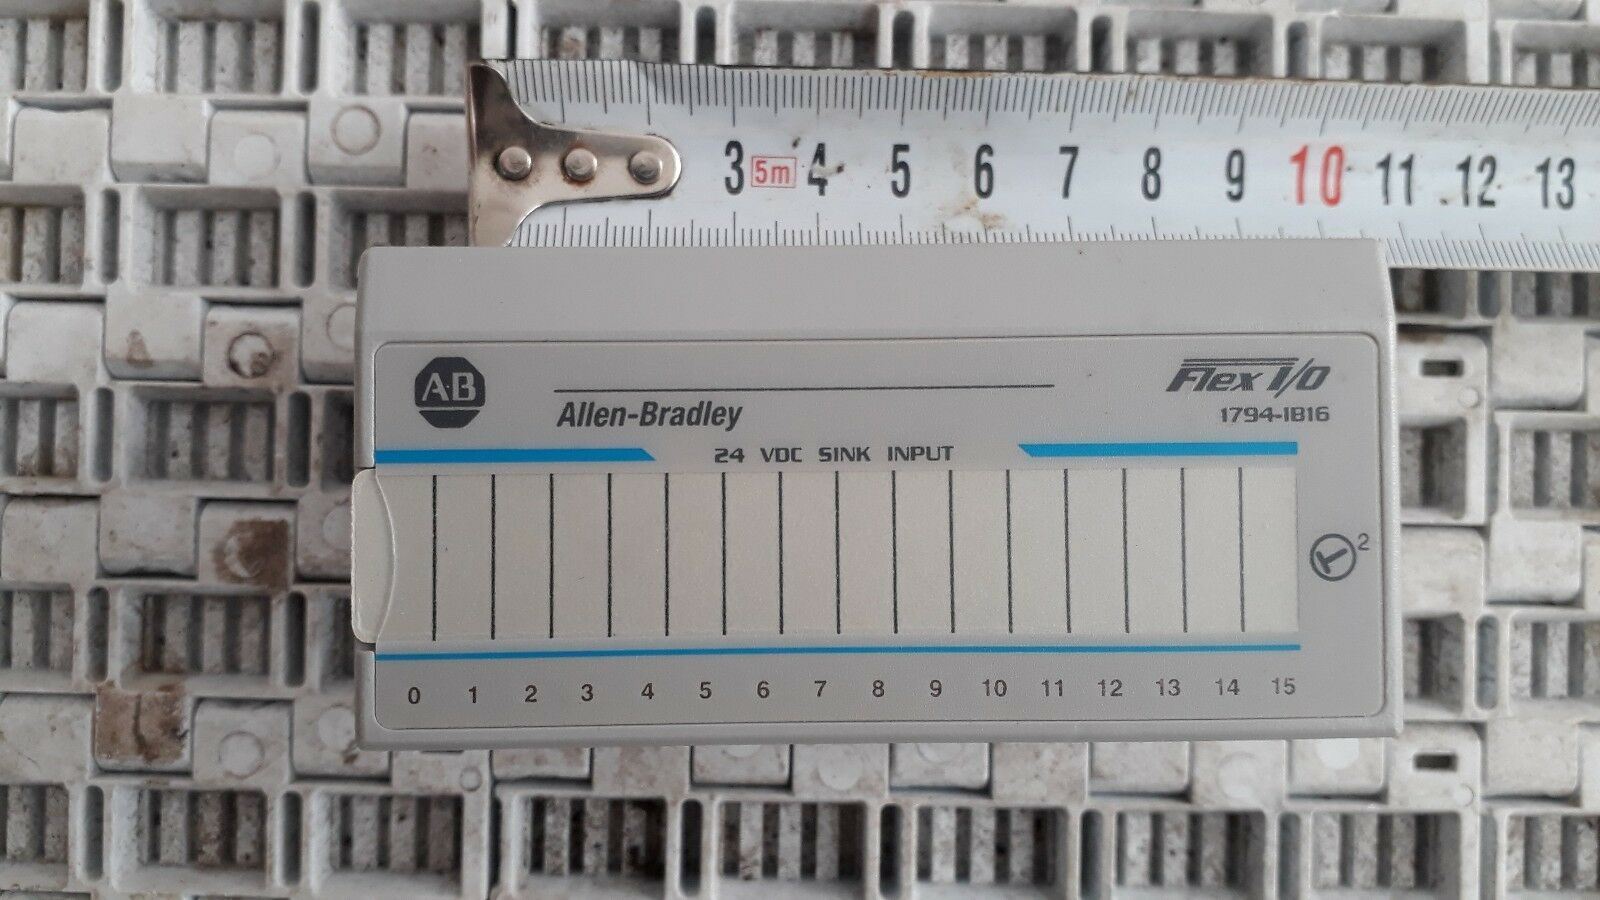 3 5m 4 5 6 7 8 9 10 11 12 13
A·B
Allen-Bradley
Flex I/O
1794-IB16
24 VDC SINK INPUT
2
0 1 2 3 4 5 6 7 8 9 10 11 12 13 14 15